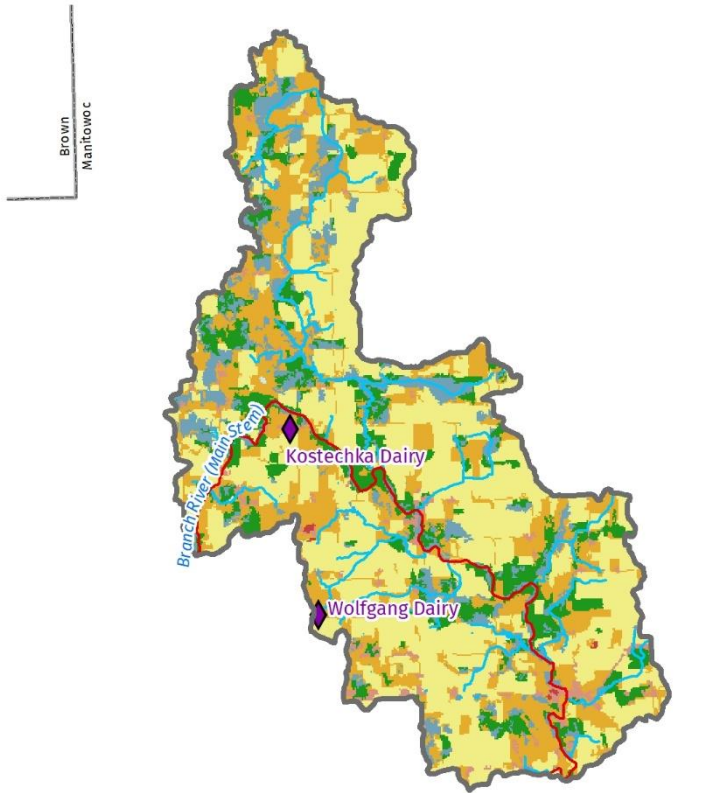 Brown
Manitowoc
Branch River (Main Stem)
Kostechka Dairy
Wolfgang Dairy